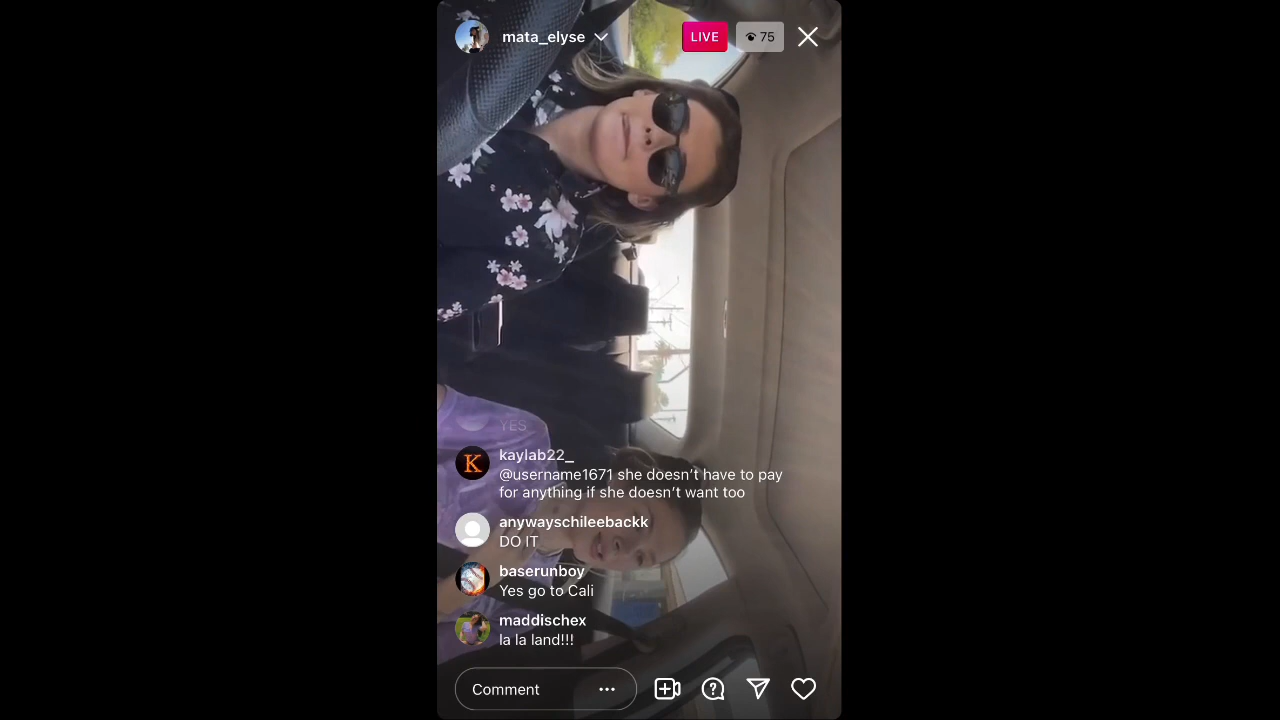 mata_elyse
LIVE
75
YES
kaylab22_
@username1671 she doesn't have to pay
for anything if she doesn't want too
anywayschileebackk
DO IT
baserunboy
Yes go to Cali
maddischex
la la land!!!
Comment